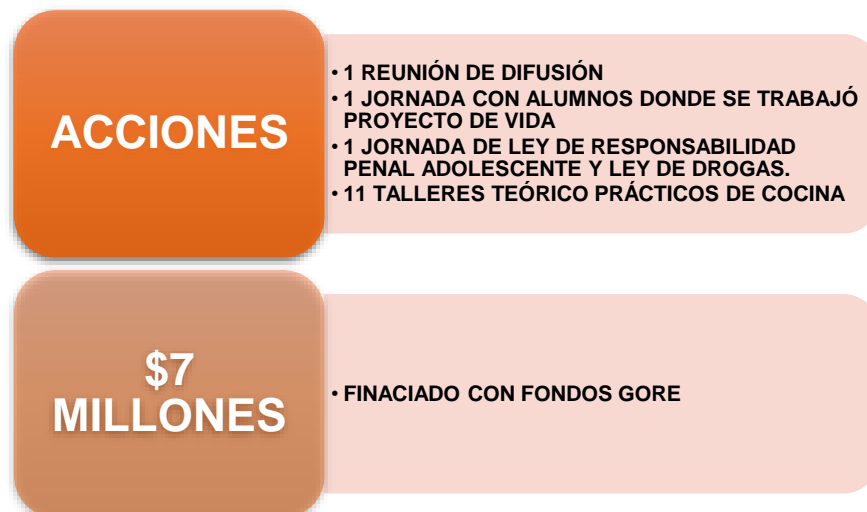 ACCIONES
• 1 REUNIÓN DE DIFUSIÓN
• 1 JORNADA CON ALUMNOS DONDE SE TRABAJÓ
PROYECTO DE VIDA
• 1 JORNADA DE LEY DE RESPONSABILIDAD
PENAL ADOLESCENTE Y LEY DE DROGAS.
• 11 TALLERES TEÓRICO PRÁCTICOS DE COCINA
$7
MILLONES
• FINACIADO CON FONDOS GORE